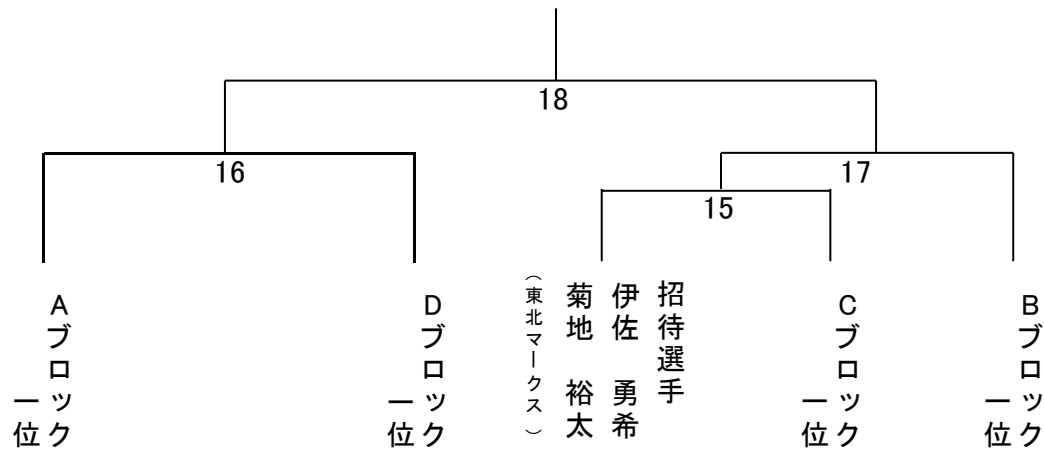 18
16
17
15
Aブロック
一位
Dブロック
一位
招待選手
伊佐 勇希
菊地 裕太
（東北マークス）
Cブロック
一位
Bブロック
一位